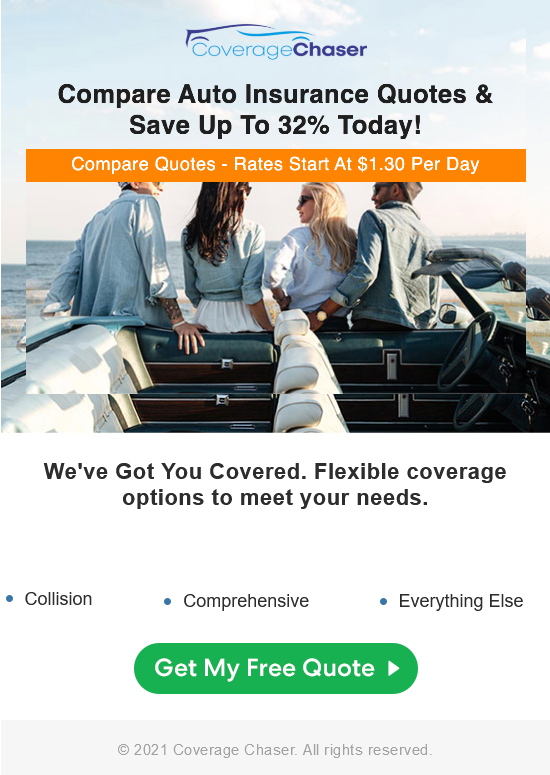 CoverageChaser
Compare Auto Insurance Quotes &
Save Up To 32% Today!
Compare Quotes - Rates Start At $1.30 Per Day
We've Got You Covered. Flexible coverage
options to meet your needs.
Collision
Comprehensive
Everything Else
Get My Free Quote
© 2021 Coverage Chaser. All rights reserved.